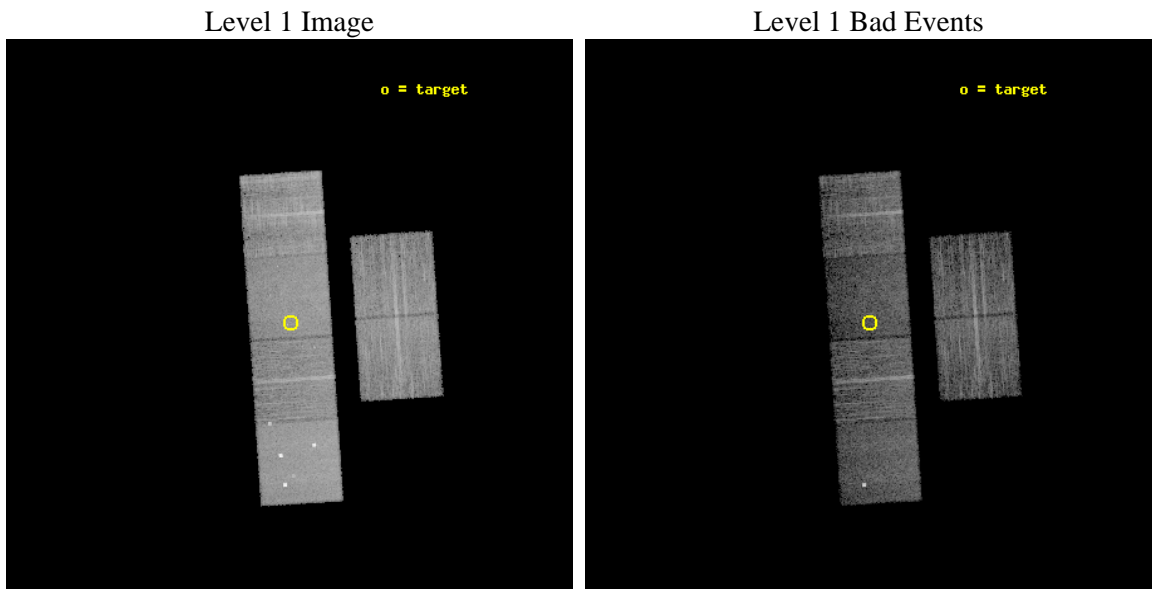 Level 1 Image
Level 1 Bad Events
o = target
o = target